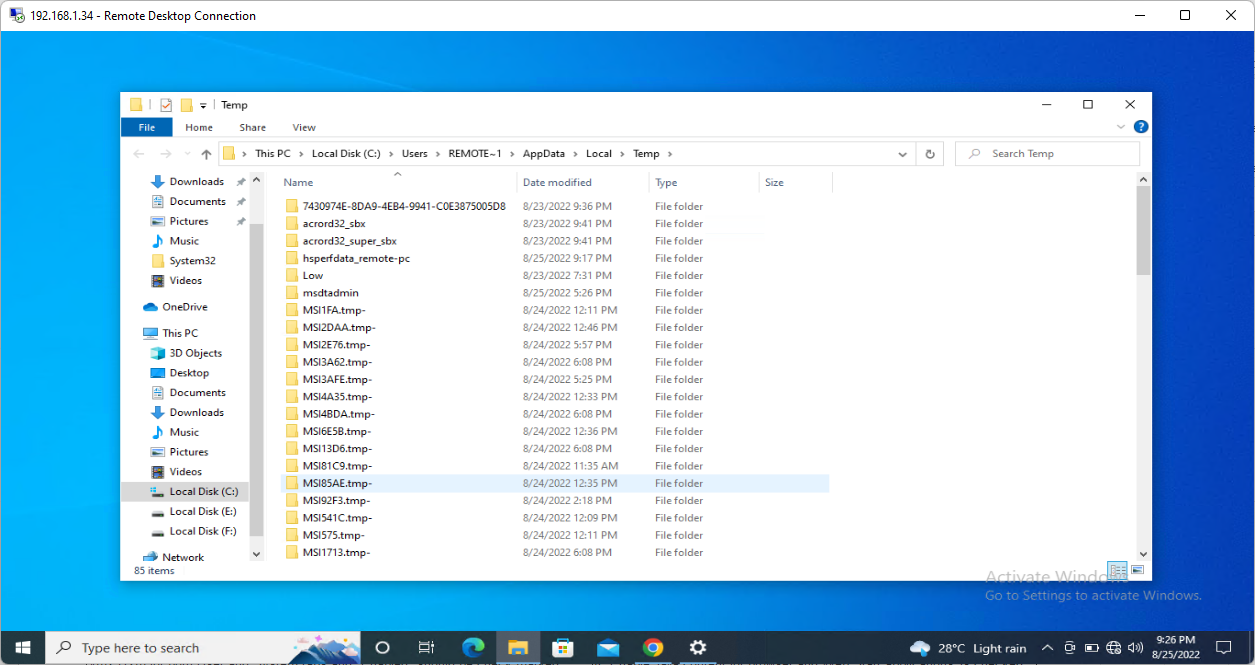 192.168.1.34 - Remote Desktop Connection
Temp
File Home Share View
This PC Local Disk (C:) Users REMOTE~1 AppData Local Temp
Search Temp
Downloads
Documents
Pictures
Music
System32
Videos
OneDrive
This PC
3D Objects
Desktop
Documents
Downloads
Music
Pictures
Videos
Local Disk (C:)
Local Disk (E:)
Local Disk (F:)
Network
Name Date modified Type Size
7430974E-8DA9-4EB4-9941-C0E3875005D8 8/23/2022 9:36 PM File folder
acrord32_sbx 8/23/2022 9:41 PM File folder
acrord32_super_sbx 8/23/2022 9:41 PM File folder
hsperfdata_remote-pc 8/25/2022 9:17 PM File folder
Low 8/23/2022 7:31 PM File folder
msdtadmin 8/25/2022 5:26 PM File folder
MSI1FA.tmp- 8/24/2022 12:11 PM File folder
MSI2DAA.tmp- 8/24/2022 12:46 PM File folder
MSI2E76.tmp- 8/24/2022 5:57 PM File folder
MSI3A62.tmp- 8/24/2022 6:08 PM File folder
MSI3AFE.tmp- 8/24/2022 5:25 PM File folder
MSI4A35.tmp- 8/24/2022 12:33 PM File folder
MSI4BDA.tmp- 8/24/2022 6:08 PM File folder
MSI6E5B.tmp- 8/24/2022 12:36 PM File folder
MSI13D6.tmp- 8/24/2022 6:08 PM File folder
MSI81C9.tmp- 8/24/2022 11:35 AM File folder
MSI85AE.tmp- 8/24/2022 12:35 PM File folder
MSI92F3.tmp- 8/24/2022 2:18 PM File folder
MSI541C.tmp- 8/24/2022 12:09 PM File folder
MSI575.tmp- 8/24/2022 12:11 PM File folder
MSI1713.tmp- 8/24/2022 6:08 PM File folder
85 items
Activate Windo
Go to Settings to activate Windows.
Type here to search
28°C Light rain
9:26 PM
8/25/2022